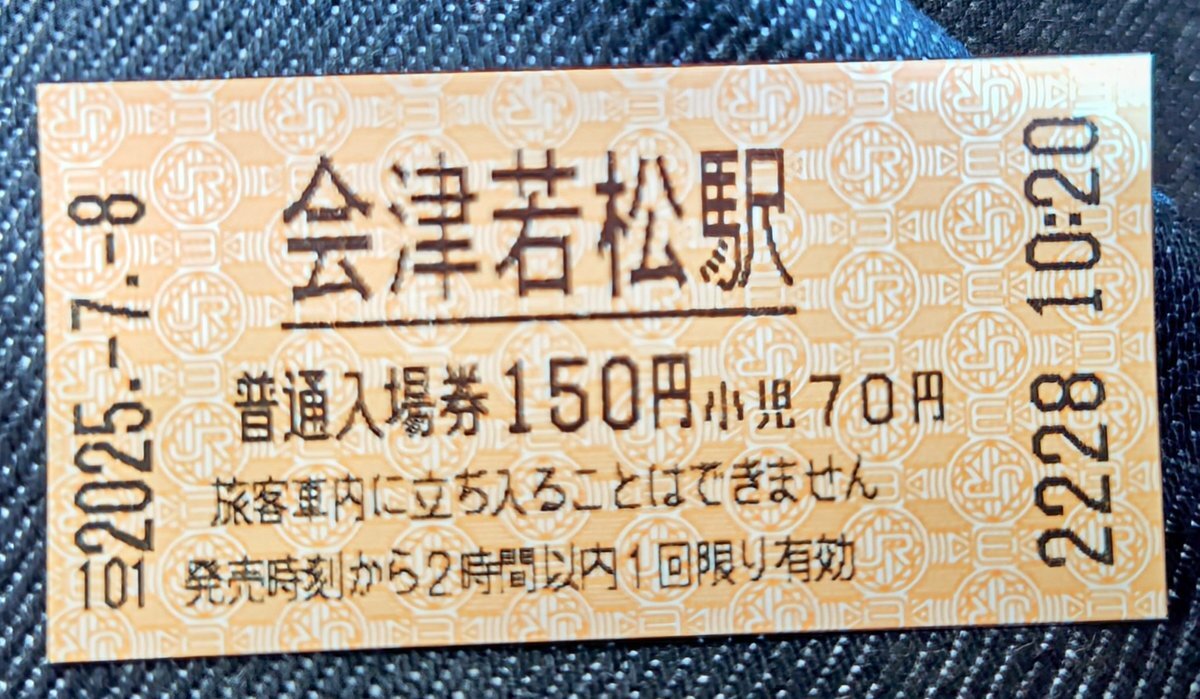 会津若松駅
普通入場券150円小児70円
旅客車内に立ち入ることはできません
発売時刻から2時間以内1回限り有効
2025.-7.-8
101
2228 10:20